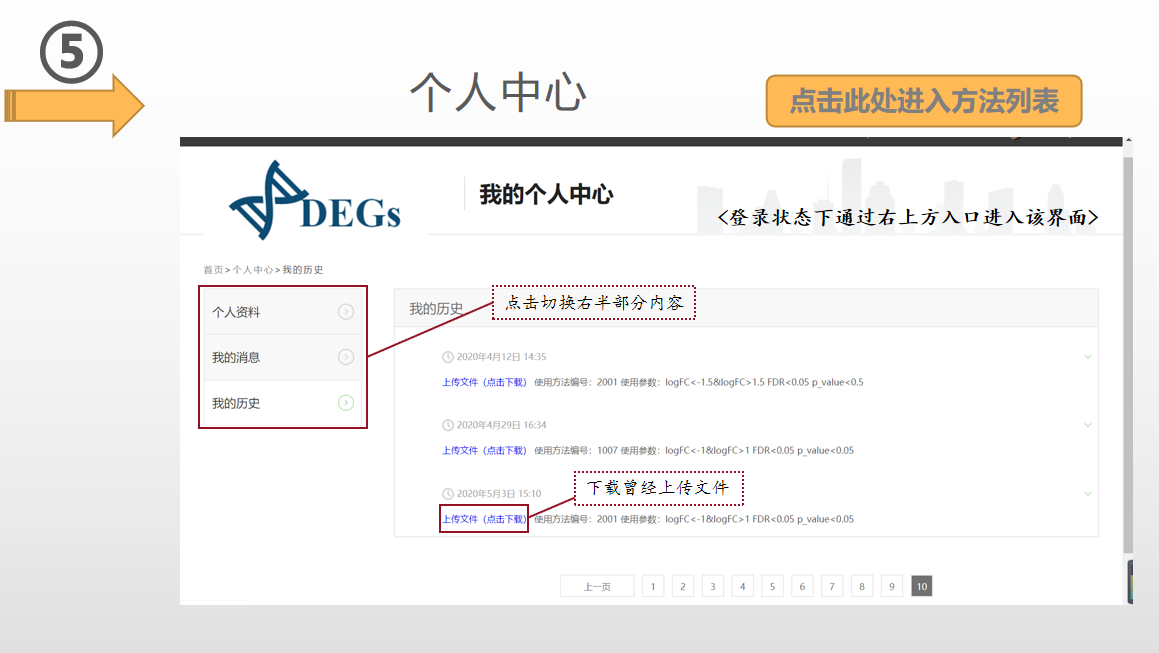 ⑤
个人中心
点击此处进入方法列表
DEGs
我的个人中心
<登录状态下通过右上方入口进入该界面>
首页>个人中心>我的历史
个人资料
我的消息
我的历史
我的历史
点击切换右半部分内容
2020年4月12日 14:35
上传文件（点击下载） 使用方法编号：2001 使用参数：logFC<-1.5&logFC>1.5 FDR<0.05 p_value<0.5
2020年4月29日 16:34
上传文件（点击下载） 使用方法编号：1007 使用参数：logFC<-1&logFC>1 FDR<0.05 p_value<0.05
下载曾经上传文件
2020年5月3日 15:10
上传文件（点击下载） 使用方法编号：2001 使用参数：logFC<-1&logFC>1 FDR<0.05 p_value<0.05
上一页 1 2 3 4 5 6 7 8 9 10